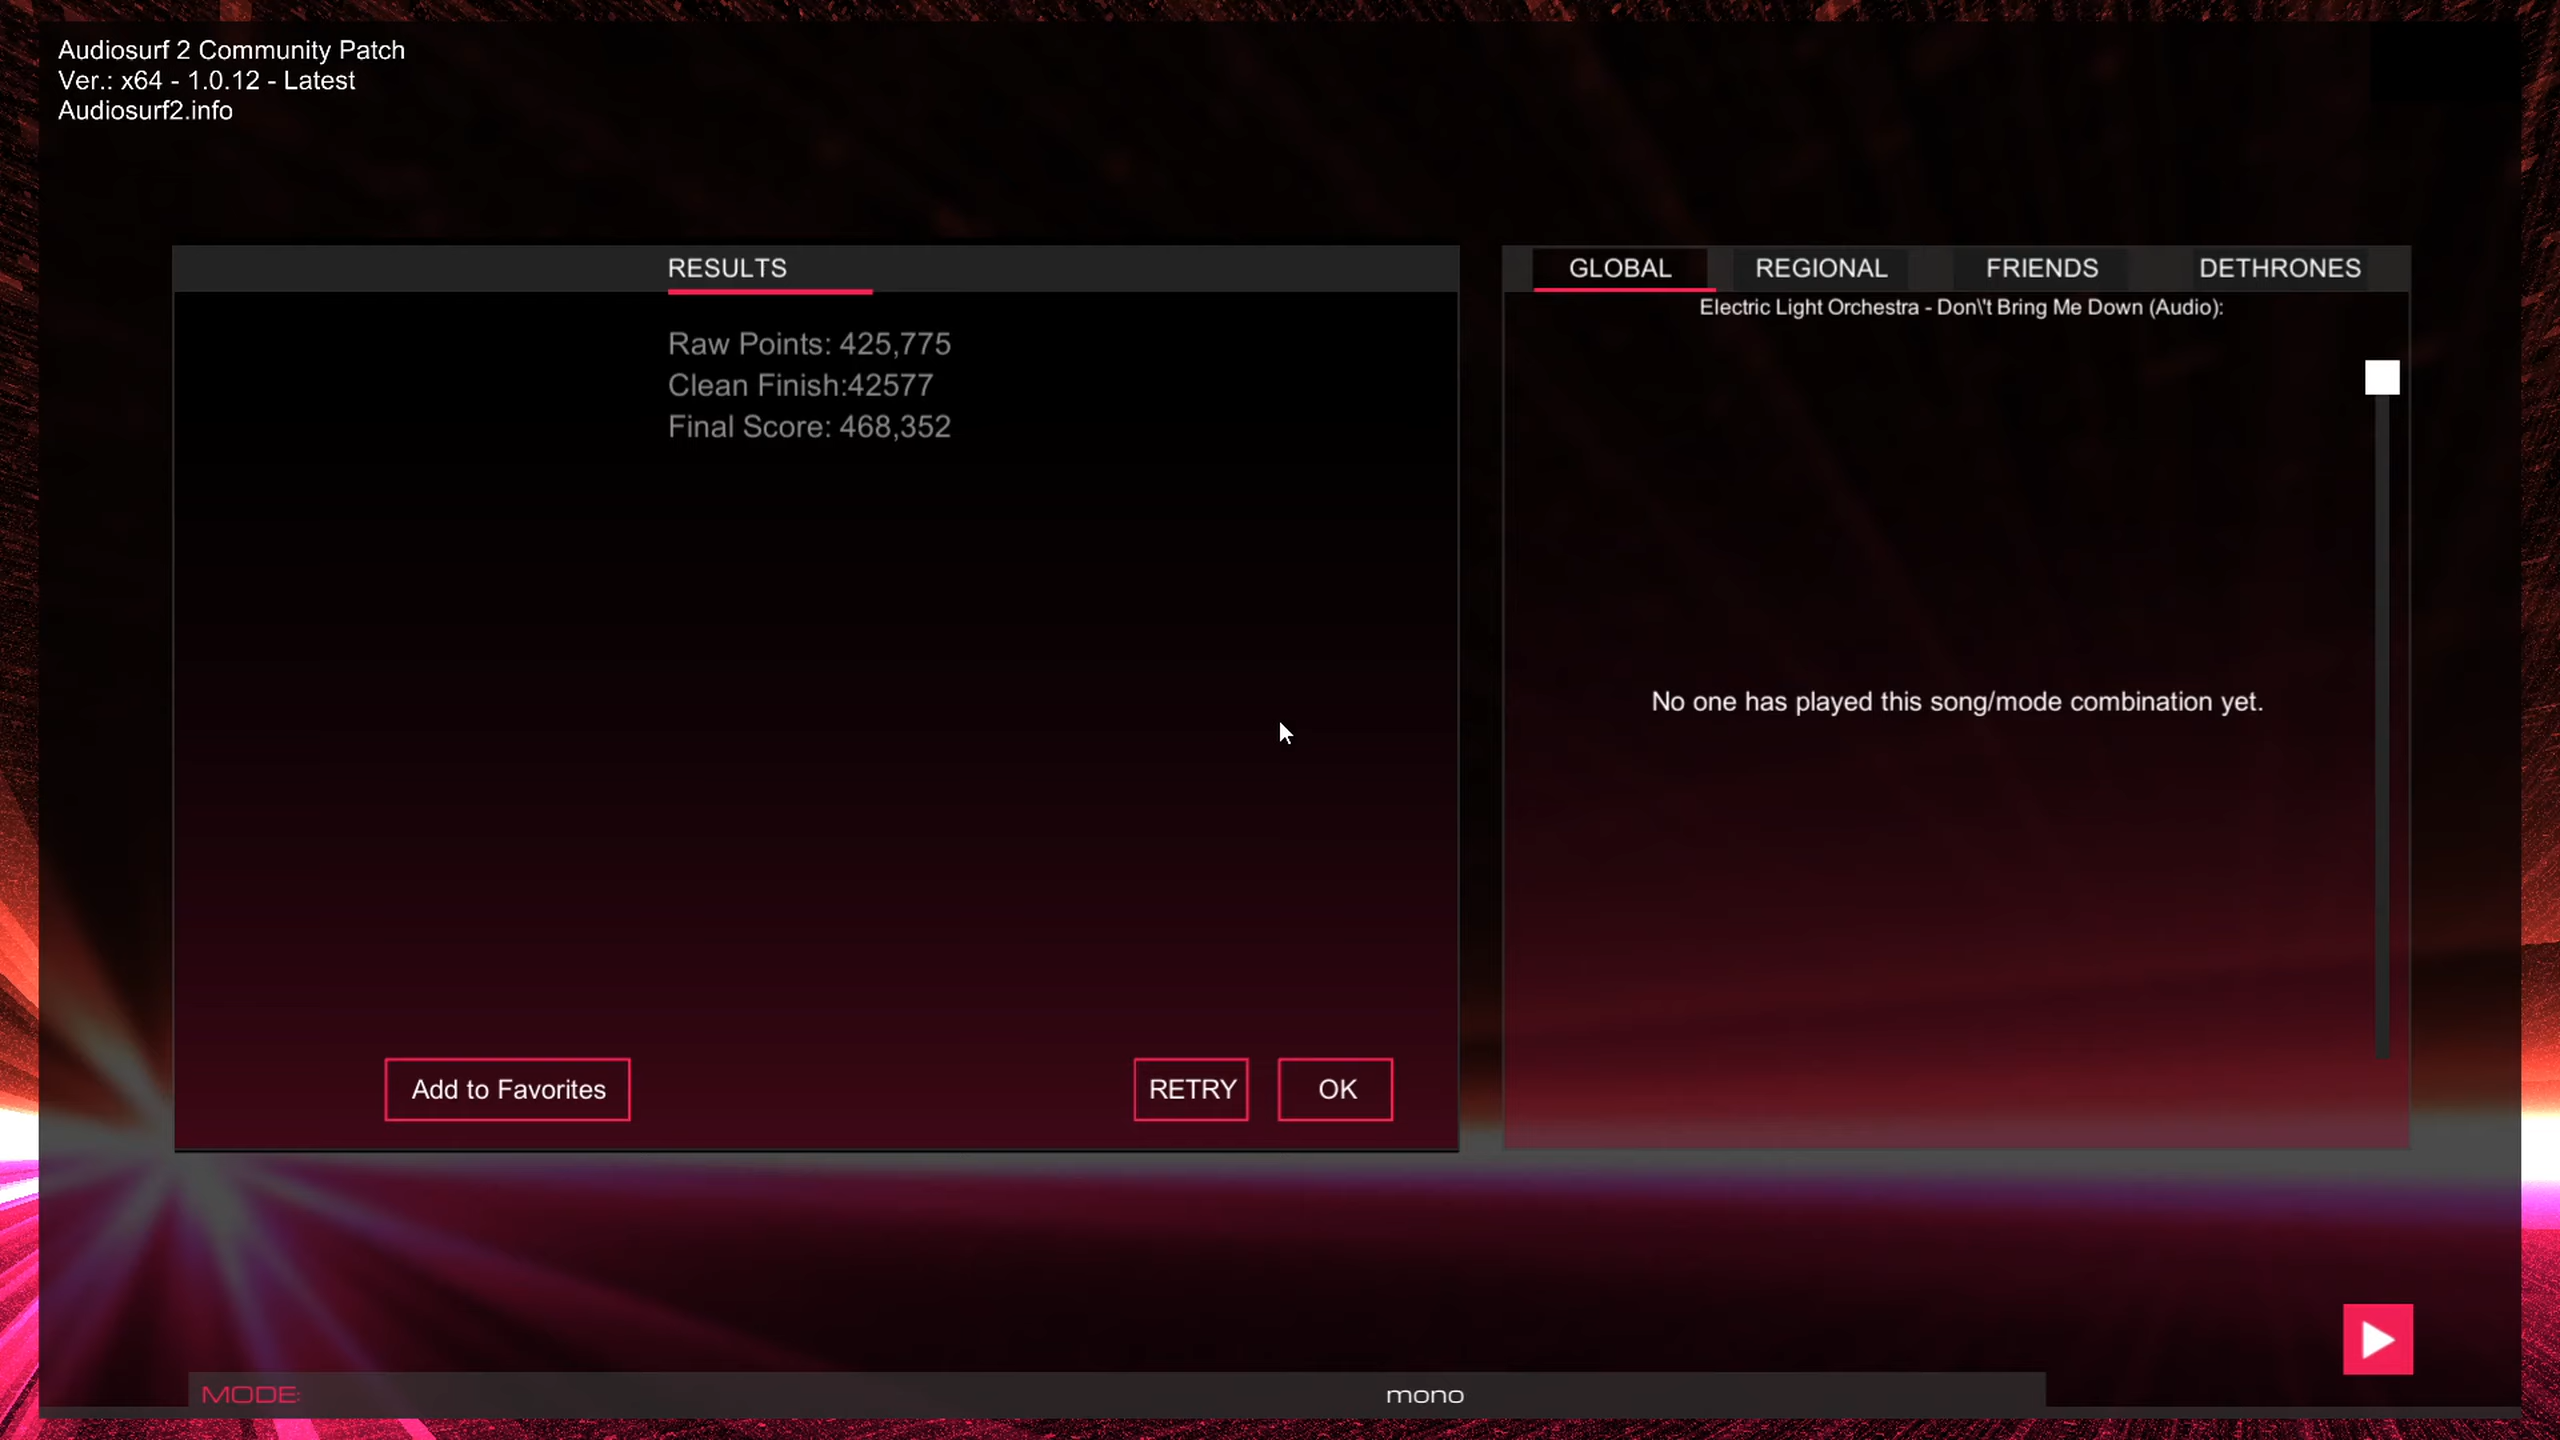 Audiosurf 2 Community Patch
Ver.: x64 - 1.0.12 - Latest
Audiosurf2.info
RESULTS
Raw Points: 425,775
Clean Finish:42577
Final Score: 468,352
Add to Favorites
RETRY
OK
GLOBAL
REGIONAL
FRIENDS
DETHRONES
Electric Light Orchestra - Don\'t Bring Me Down (Audio):
No one has played this song/mode combination yet.
MODE:
mono